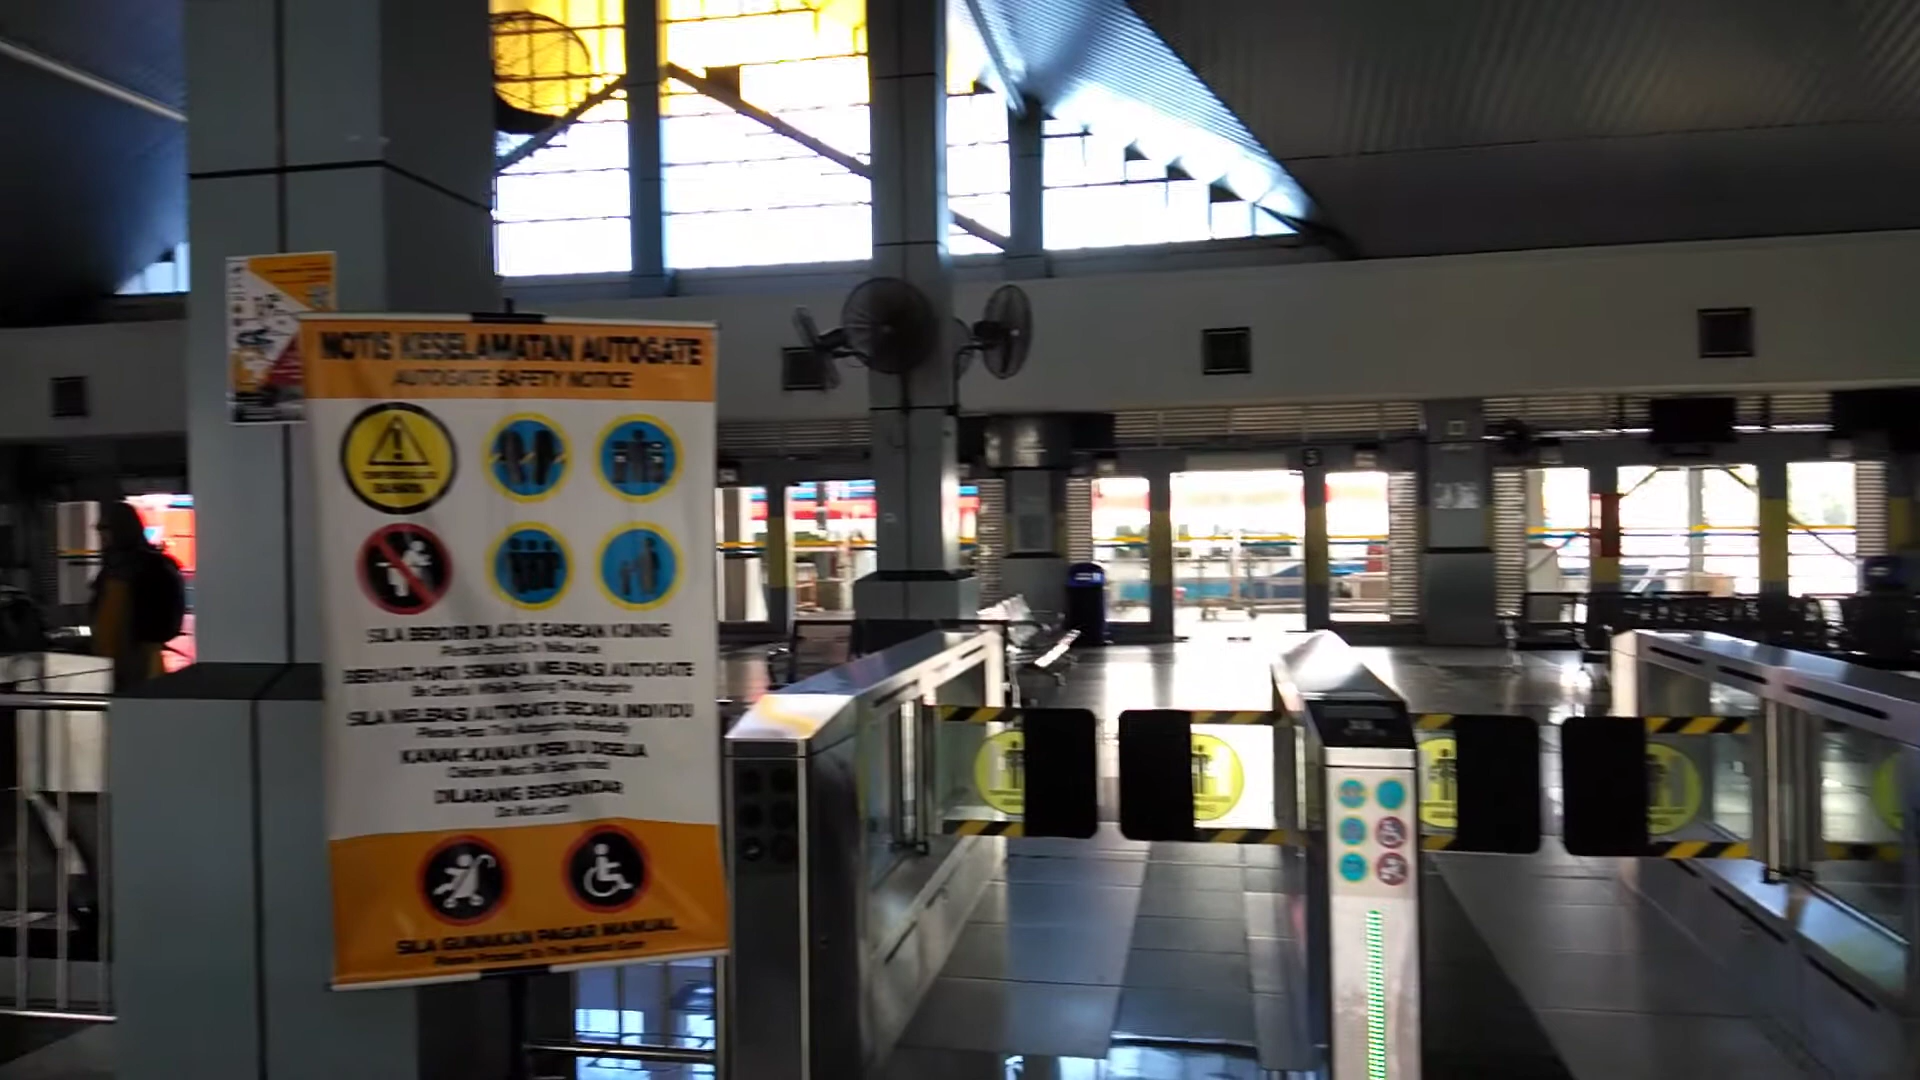 NOTIS KESELAMATAN AUTOGATE
AUTOGATE SAFETY NOTICE
SILA BERDIRI DI ATAS GARISAN KUNING
Please Stand On Yellow Line
BERHATI-HATI SEMASA MELEPASI AUTOGATE
Be Careful While Passing The Autogate
SILA MELEPASI AUTOGATE SECARA INDIVIDU
Please Pass The Autogate Individually
KANAK-KANAK PERLU DISELIA
Children Must Be Supervised
DILARANG BERSANDAR
Do Not Lean
SILA GUNAKAN PAGAR MANUAL
Please Proceed To The Manual Gate